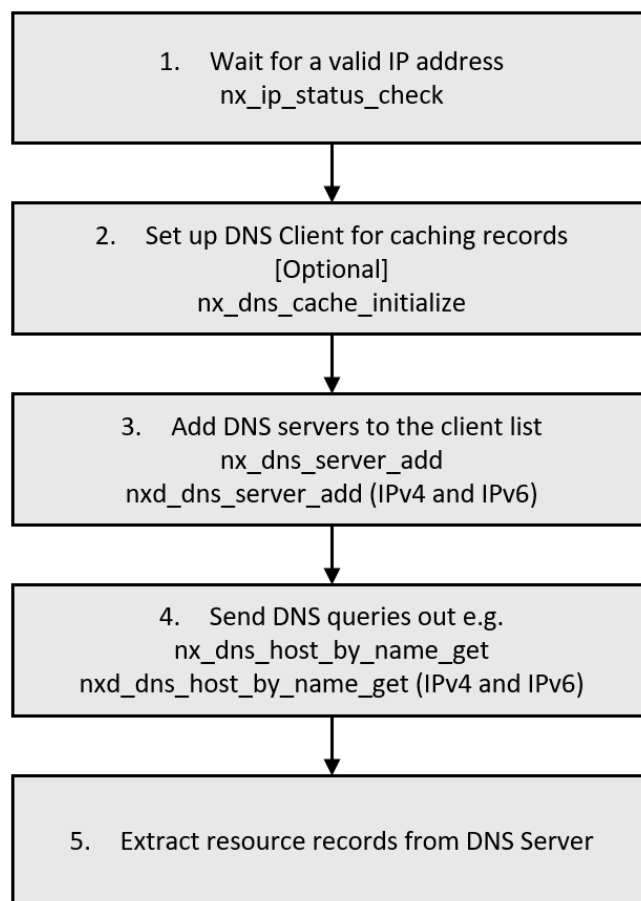 1. Wait for a valid IP address
nx_ip_status_check
2. Set up DNS Client for caching records
[Optional]
nx_dns_cache_initialize
3. Add DNS servers to the client list
nx_dns_server_add
nxd_dns_server_add (IPv4 and IPv6)
4. Send DNS queries out e.g.
nx_dns_host_by_name_get
nxd_dns_host_by_name_get (IPv4 and IPv6)
5. Extract resource records from DNS Server